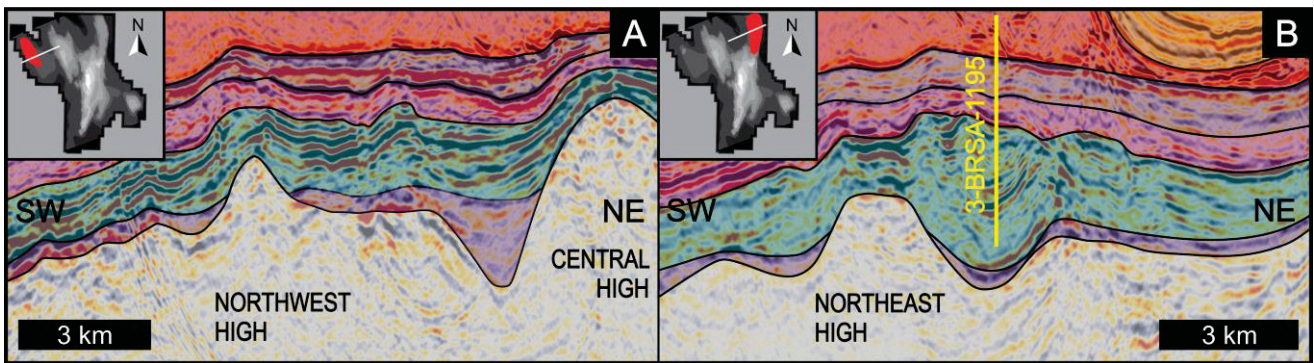 N
A
SW
NE
CENTRAL
HIGH
NORTHWEST
HIGH
3 km
N
B
3-BRSA-1195
SW
NE
NORTHEAST
HIGH
3 km